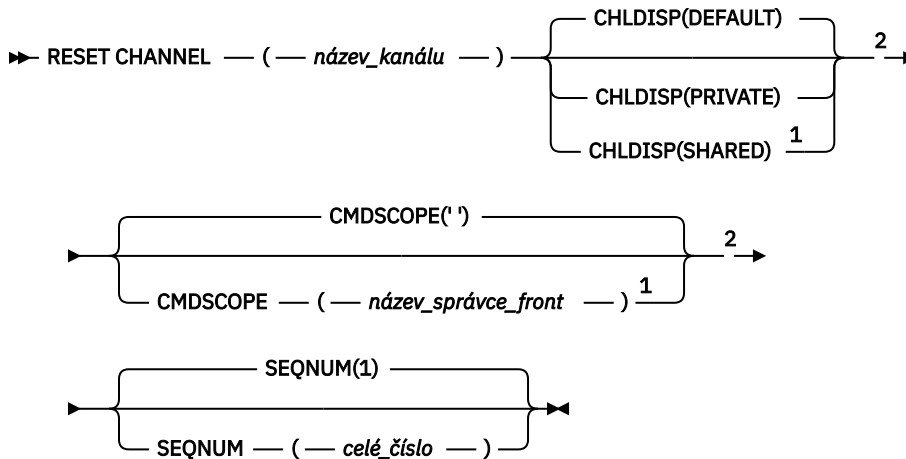 CHLDISP(DEFAULT)
RESET CHANNEL ( název_kanálu ) 2
CHLDISP(PRIVATE)
CHLDISP(SHARED) 1
CMDSCOPE(' ')
2
CMDSCOPE ( název_správce_front ) 1
SEQNUM(1)
SEQNUM ( celé_číslo )